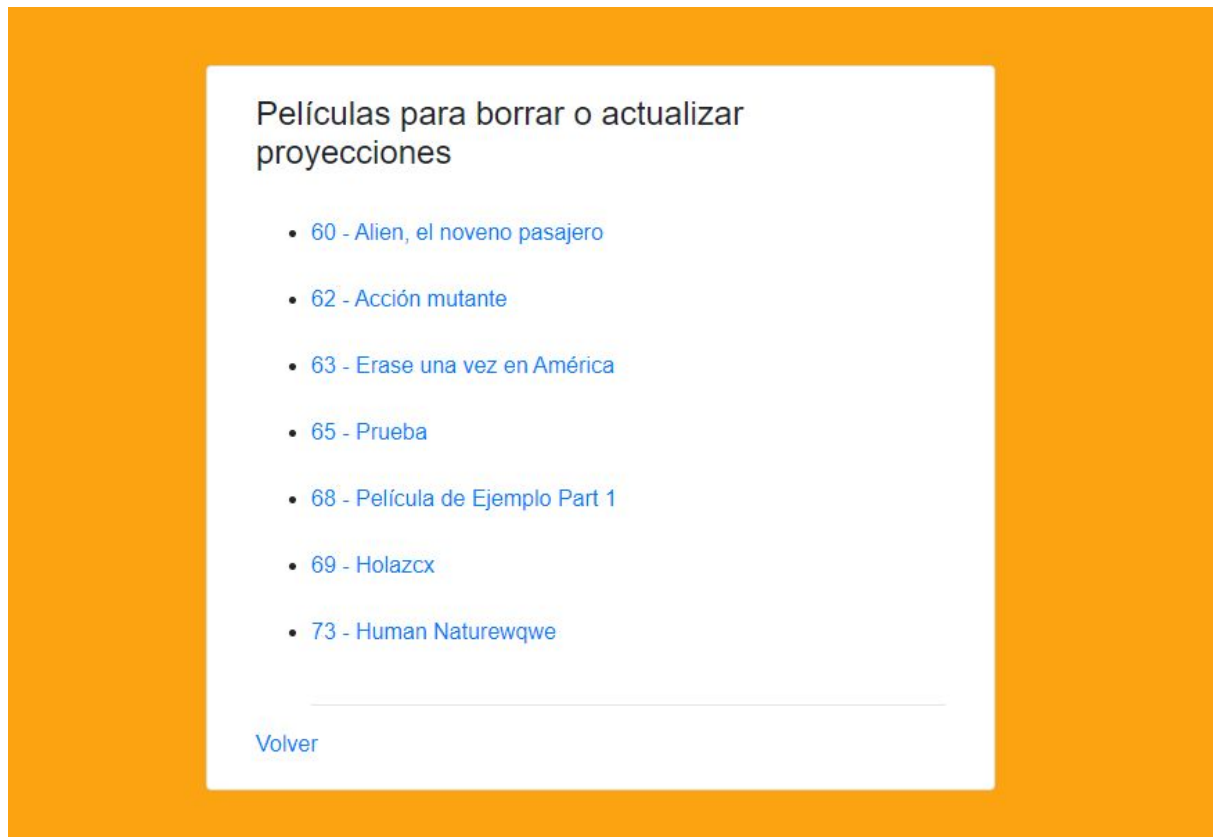 Películas para borrar o actualizar
proyecciones
60 - Alien, el noveno pasajero
62 - Acción mutante
63 - Erase una vez en América
65 - Prueba
68 - Película de Ejemplo Part 1
69 - Holazcx
73 - Human Naturewqwe
Volver